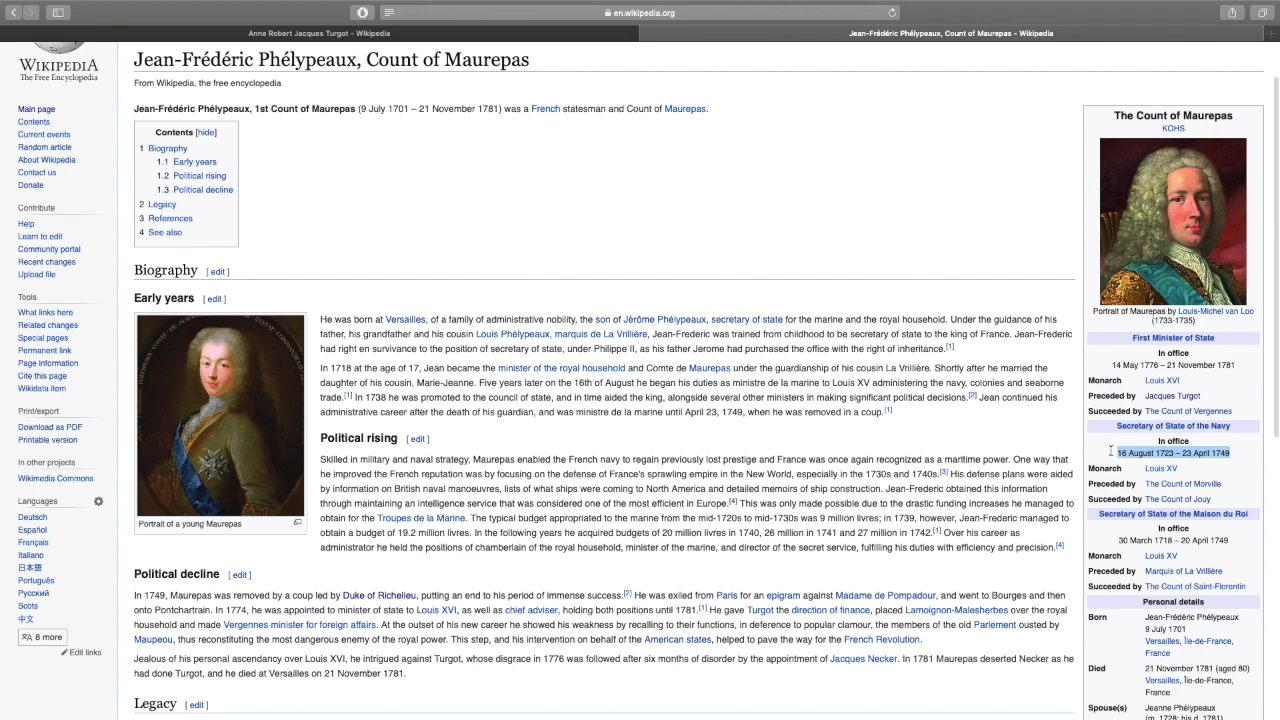 en.wikipedia.org
Anne Robert Jacques Turgot - Wikipedia
Jean-Frédéric Phélypeaux, Count of Maurepas - Wikipedia
WIKIPEDIA
The Free Encyclopedia
Main page
Contents
Current events
Random article
About Wikipedia
Contact us
Donate
Contribute
Help
Learn to edit
Community portal
Recent changes
Upload file
Tools
What links here
Related changes
Special pages
Permanent link
Page information
Cite this page
Wikidata item
Print/export
Download as PDF
Printable version
In other projects
Wikimedia Commons
Languages
Deutsch
Español
Français
Italiano
日本語
Português
Русский
Scots
中文
8 more
Edit links
Jean-Frédéric Phélypeaux, Count of Maurepas
From Wikipedia, the free encyclopedia
Jean-Frédéric Phélypeaux, 1st Count of Maurepas (9 July 1701 – 21 November 1781) was a French statesman and Count of Maurepas.
Contents [hide]
1 Biography
1.1 Early years
1.2 Political rising
1.3 Political decline
2 Legacy
3 References
4 See also
Biography [ edit ]
Early years [ edit ]
Portrait of a young Maurepas
He was born at Versailles, of a family of administrative nobility, the son of Jérôme Phélypeaux, secretary of state for the marine and the royal household. Under the guidance of his
father, his grandfather and his cousin Louis Phélypeaux, marquis de La Vrillière, Jean-Frederic was trained from childhood to be secretary of state to the king of France. Jean-Frederic
had right en survivance to the position of secretary of state, under Philippe II, as his father Jerome had purchased the office with the right of inheritance.[1]
In 1718 at the age of 17, Jean became the minister of the royal household and Comte de Maurepas under the guardianship of his cousin La Vrillière. Shortly after he married the
daughter of his cousin, Marie-Jeanne. Five years later on the 16th of August he began his duties as ministre de la marine to Louis XV administering the navy, colonies and seaborne
trade.[1] In 1738 he was promoted to the council of state, and in time aided the king, alongside several other ministers in making significant political decisions.[2] Jean continued his
administrative career after the death of his guardian, and was ministre de la marine until April 23, 1749, when he was removed in a coup.[1]
Political rising [ edit ]
Skilled in military and naval strategy, Maurepas enabled the French navy to regain previously lost prestige and France was once again recognized as a maritime power. One way that
he improved the French reputation was by focusing on the defense of France's sprawling empire in the New World, especially in the 1730s and 1740s.[3] His defense plans were aided
by information on British naval manoeuvres, lists of what ships were coming to North America and detailed memoirs of ship construction. Jean-Frederic obtained this information
through maintaining an intelligence service that was considered one of the most efficient in Europe.[4] This was only made possible due to the drastic funding increases he managed to
obtain for the Troupes de la Marine. The typical budget appropriated to the marine from the mid-1720s to mid-1730s was 9 million livres; in 1739, however, Jean-Frederic managed to
obtain a budget of 19.2 million livres. In the following years he acquired budgets of 20 million livres in 1740, 26 million in 1741 and 27 million in 1742.[1] Over his career as
administrator he held the positions of chamberlain of the royal household, minister of the marine, and director of the secret service, fulfilling his duties with efficiency and precision.[4]
Political decline [ edit ]
In 1749, Maurepas was removed by a coup led by Duke of Richelieu, putting an end to his period of immense success.[2] He was exiled from Paris for an epigram against Madame de Pompadour, and went to Bourges and then
onto Pontchartrain. In 1774, he was appointed to minister of state to Louis XVI, as well as chief adviser, holding both positions until 1781.[1] He gave Turgot the direction of finance, placed Lamoignon-Malesherbes over the royal
household and made Vergennes minister for foreign affairs. At the outset of his new career he showed his weakness by recalling to their functions, in deference to popular clamour, the members of the old Parlement ousted by
Maupeou, thus reconstituting the most dangerous enemy of the royal power. This step, and his intervention on behalf of the American states, helped to pave the way for the French Revolution.
Jealous of his personal ascendancy over Louis XVI, he intrigued against Turgot, whose disgrace in 1776 was followed after six months of disorder by the appointment of Jacques Necker. In 1781 Maurepas deserted Necker as he
had done Turgot, and he died at Versailles on 21 November 1781.
Legacy [ edit ]
The Count of Maurepas
KOHS
Portrait of Maurepas by Louis-Michel van Loo
(1733-1735)
First Minister of State
In office
14 May 1776 – 21 November 1781
Monarch Louis XVI
Preceded by Jacques Turgot
Succeeded by The Count of Vergennes
Secretary of State of the Navy
In office
16 August 1723 – 23 April 1749
Monarch Louis XV
Preceded by The Count of Morville
Succeeded by The Count of Jouy
Secretary of State of the Maison du Roi
In office
30 March 1718 – 20 April 1749
Monarch Louis XV
Preceded by Marquis of La Vrillière
Succeeded by The Count of Saint-Florentin
Personal details
Born Jean-Frédéric Phélypeaux
9 July 1701
Versailles, Île-de-France,
France
Died 21 November 1781 (aged 80)
Versailles, Île-de-France,
France
Spouse(s) Jeanne Phélypeaux
(m. 1728; his d. 1781)